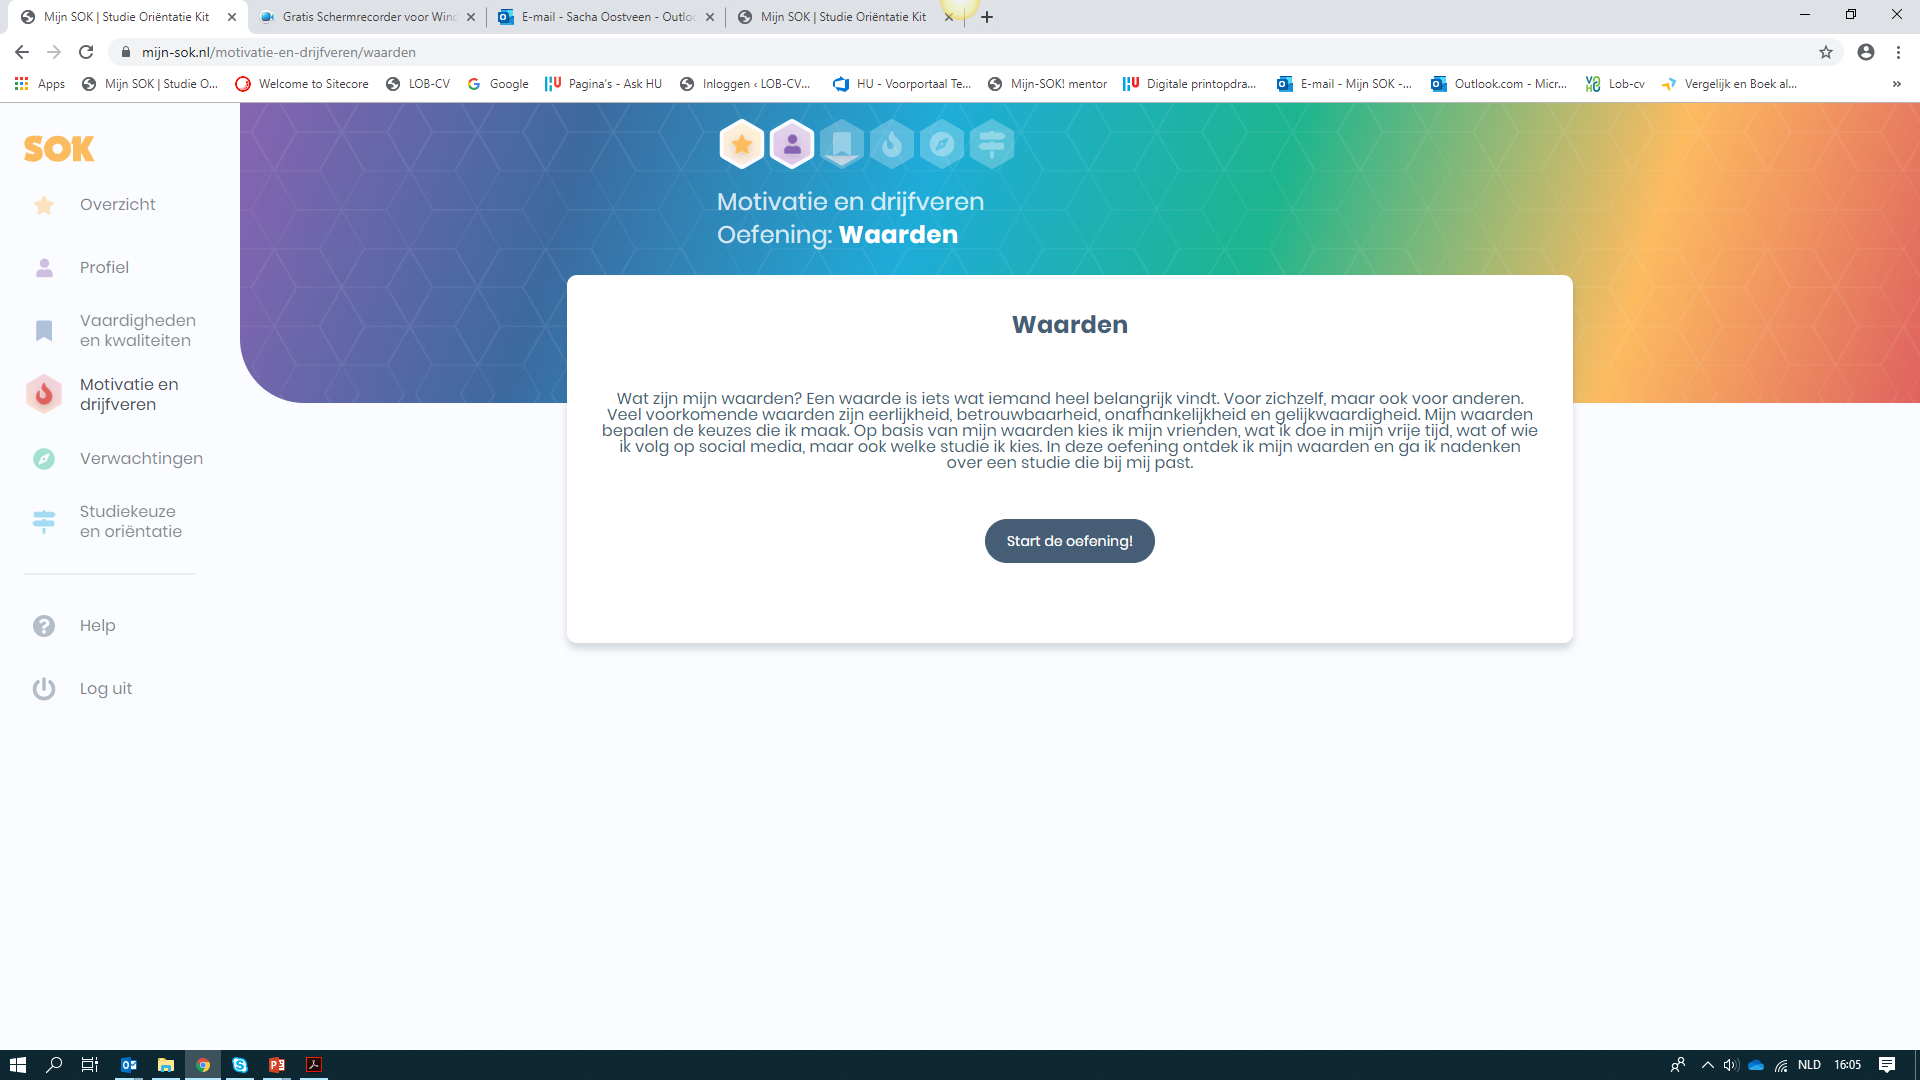 Mijn SOK | Studie Oriëntatie Kit
Gratis Schermrecorder voor Wind
E-mail - Sacha Oostveen - Outloo
Mijn SOK | Studie Oriëntatie Kit
mijn-sok.nl/motivatie-en-drijfveren/waarden
Apps
Mijn SOK | Studie O...
Welcome to Sitecore
LOB-CV
Google
Pagina's - Ask HU
Inloggen ‹ LOB-CV...
HU - Voorportaal Te...
Mijn-SOK! mentor
Digitale printopdra...
E-mail - Mijn SOK -...
Outlook.com - Micr...
Lob-cv
Vergelijk en Boek al...
SOK
Overzicht
Profiel
Vaardigheden
en kwaliteiten
Motivatie en
drijfveren
Verwachtingen
Studiekeuze
en oriëntatie
Help
Log uit
Motivatie en drijfveren
Oefening: Waarden
Waarden
Wat zijn mijn waarden? Een waarde is iets wat iemand heel belangrijk vindt. Voor zichzelf, maar ook voor anderen.
Veel voorkomende waarden zijn eerlijkheid, betrouwbaarheid, onafhankelijkheid en gelijkwaardigheid. Mijn waarden
bepalen de keuzes die ik maak. Op basis van mijn waarden kies ik mijn vrienden, wat ik doe in mijn vrije tijd, wat of wie
ik volg op social media, maar ook welke studie ik kies. In deze oefening ontdek ik mijn waarden en ga ik nadenken
over een studie die bij mij past.
Start de oefening!
NLD
16:05